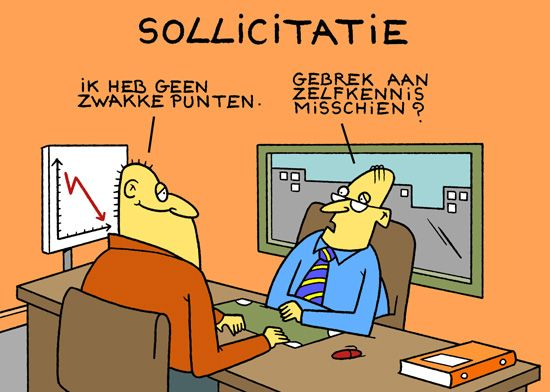 SOLLICITATIE
IK HEB GEEN
ZWAKKE PUNTEN.
GEBREK AAN
ZELFKENNIS
MISSCHIEN?